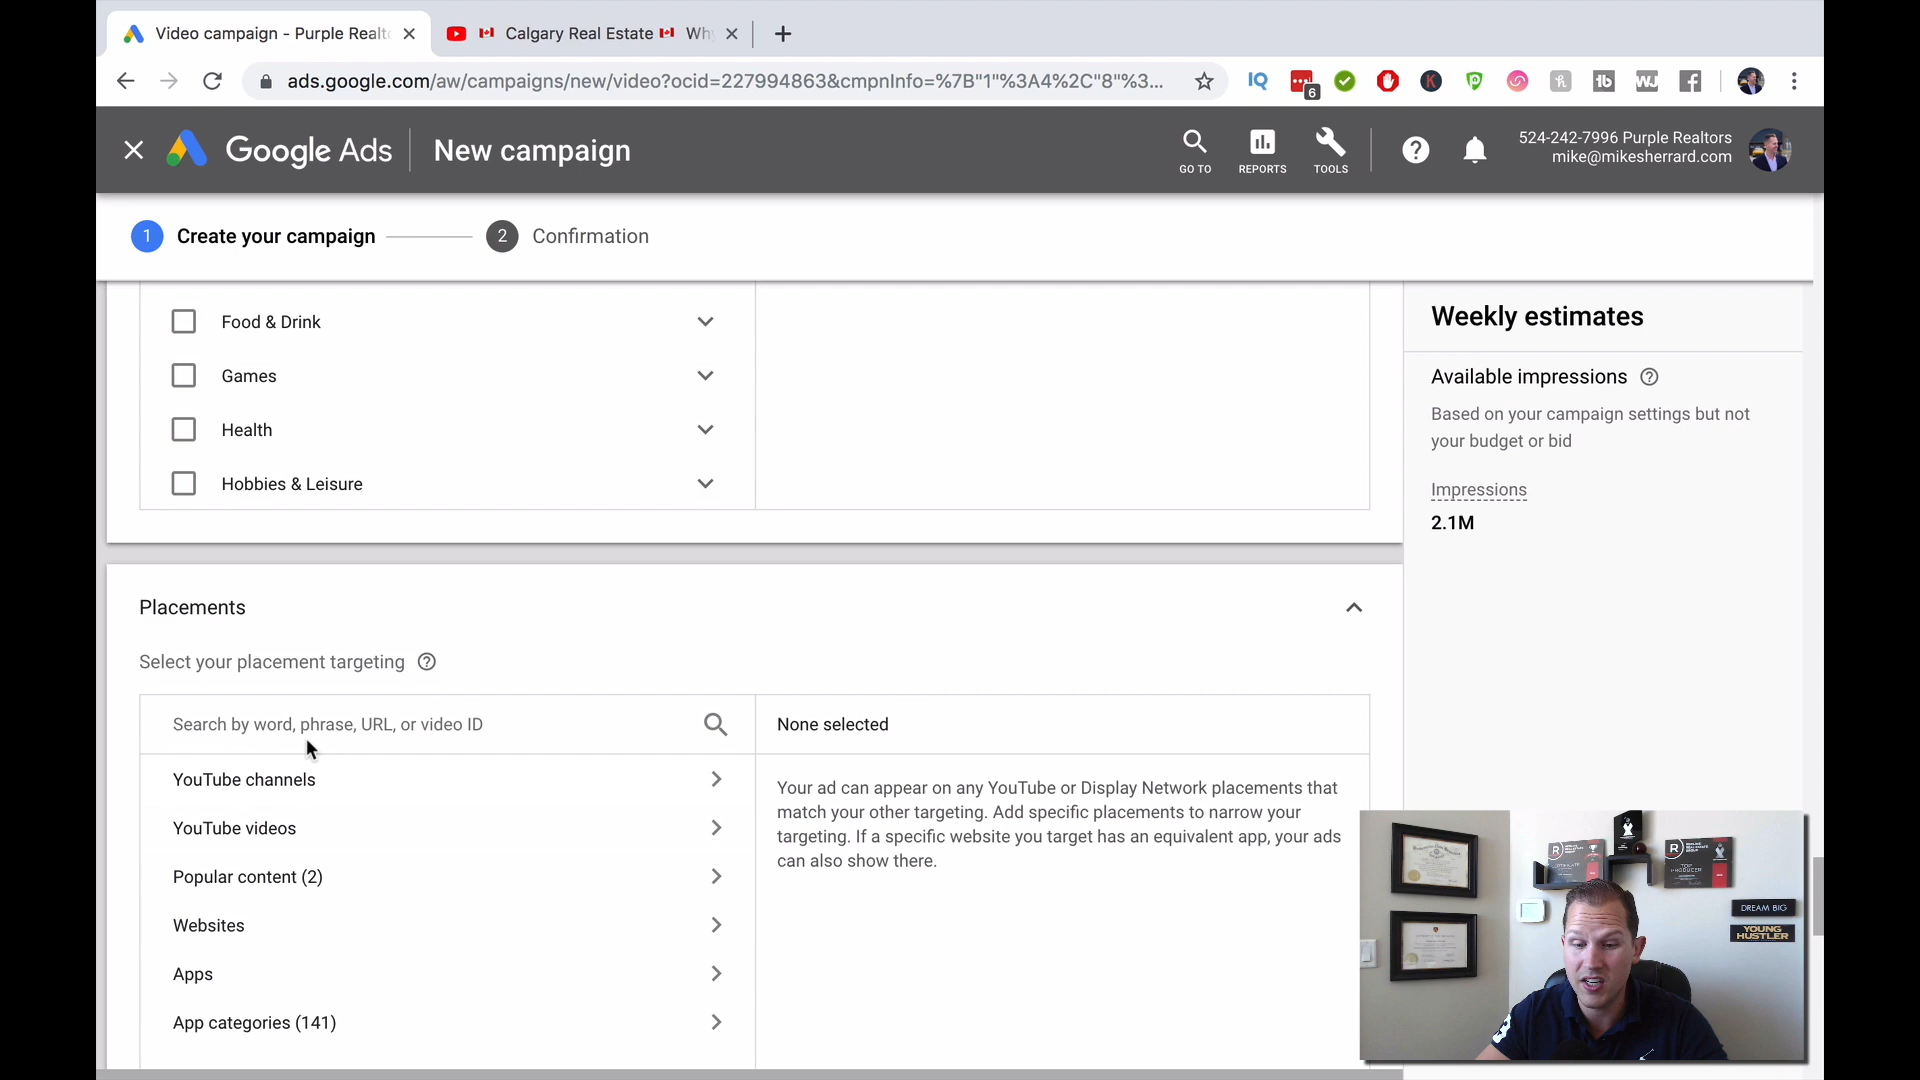 Video campaign - Purple Realt
Calgary Real Estate
Wh
ads.google.com/aw/campaigns/new/video?ocid=227994863&cmpnInfo=%7B"1"%3A4%2C"8"%3...
IQ
6
K
h
tb
WJ
Google Ads
New campaign
GO TO
REPORTS
TOOLS
524-242-7996 Purple Realtors
mike@mikesherrard.com
1 Create your campaign
2 Confirmation
Food & Drink
Games
Health
Hobbies & Leisure
Weekly estimates
Available impressions
Based on your campaign settings but not
your budget or bid
Impressions
2.1M
Placements
Select your placement targeting
Search by word, phrase, URL, or video ID
None selected
YouTube channels
YouTube videos
Popular content (2)
Websites
Apps
App categories (141)
Your ad can appear on any YouTube or Display Network placements that
match your other targeting. Add specific placements to narrow your
targeting. If a specific website you target has an equivalent app, your ads
can also show there.
TOP
PRODUCER
DREAM BIG
YOUNG
HUSTLER